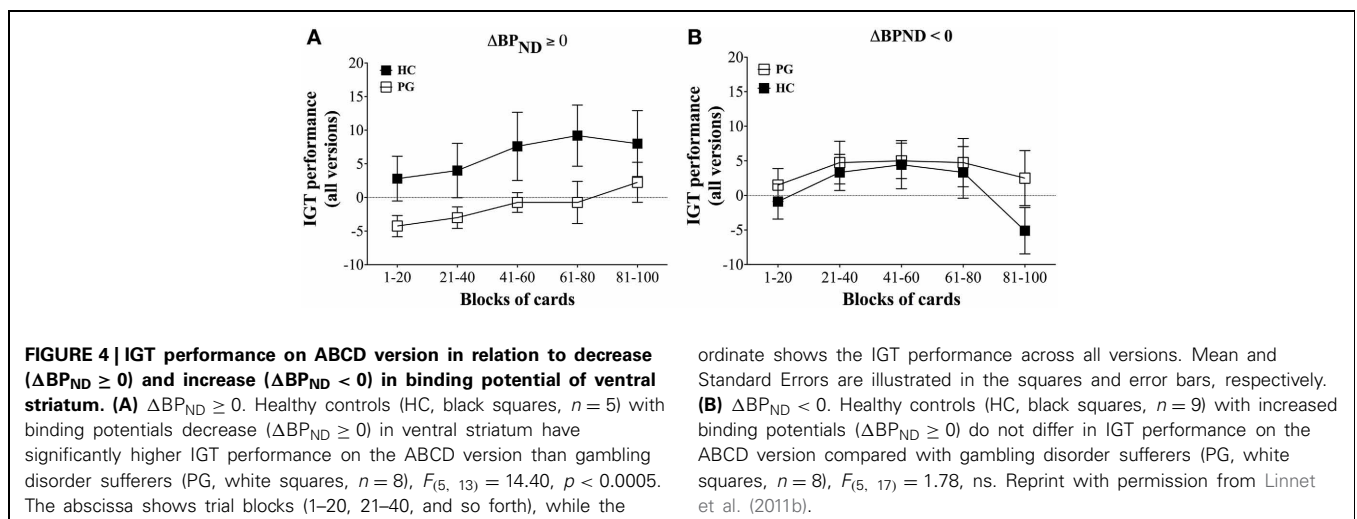 A
ΔBP_ND ≥ 0
20
15
10
5
0
-5
-10
HC
PG
IGT performance
(all versions)
1-20
21-40
41-60
61-80
81-100
Blocks of cards
B
ΔBPND < 0
20
15
10
5
0
-5
-10
PG
HC
IGT performance
(all versions)
1-20
21-40
41-60
61-80
81-100
Blocks of cards
FIGURE 4 | IGT performance on ABCD version in relation to decrease
(ΔBP_ND ≥ 0) and increase (ΔBP_ND < 0) in binding potential of ventral
striatum. (A) ΔBP_ND ≥ 0. Healthy controls (HC, black squares, n = 5) with
binding potentials decrease (ΔBP_ND ≥ 0) in ventral striatum have
significantly higher IGT performance on the ABCD version than gambling
disorder sufferers (PG, white squares, n = 8), F(5, 13) = 14.40, p < 0.0005.
The abscissa shows trial blocks (1–20, 21–40, and so forth), while the
ordinate shows the IGT performance across all versions. Mean and
Standard Errors are illustrated in the squares and error bars, respectively.
(B) ΔBP_ND < 0. Healthy controls (HC, black squares, n = 9) with increased
binding potentials (ΔBP_ND ≥ 0) do not differ in IGT performance on the
ABCD version compared with gambling disorder sufferers (PG, white
squares, n = 8), F(5, 17) = 1.78, ns. Reprint with permission from Linnet
et al. (2011b).